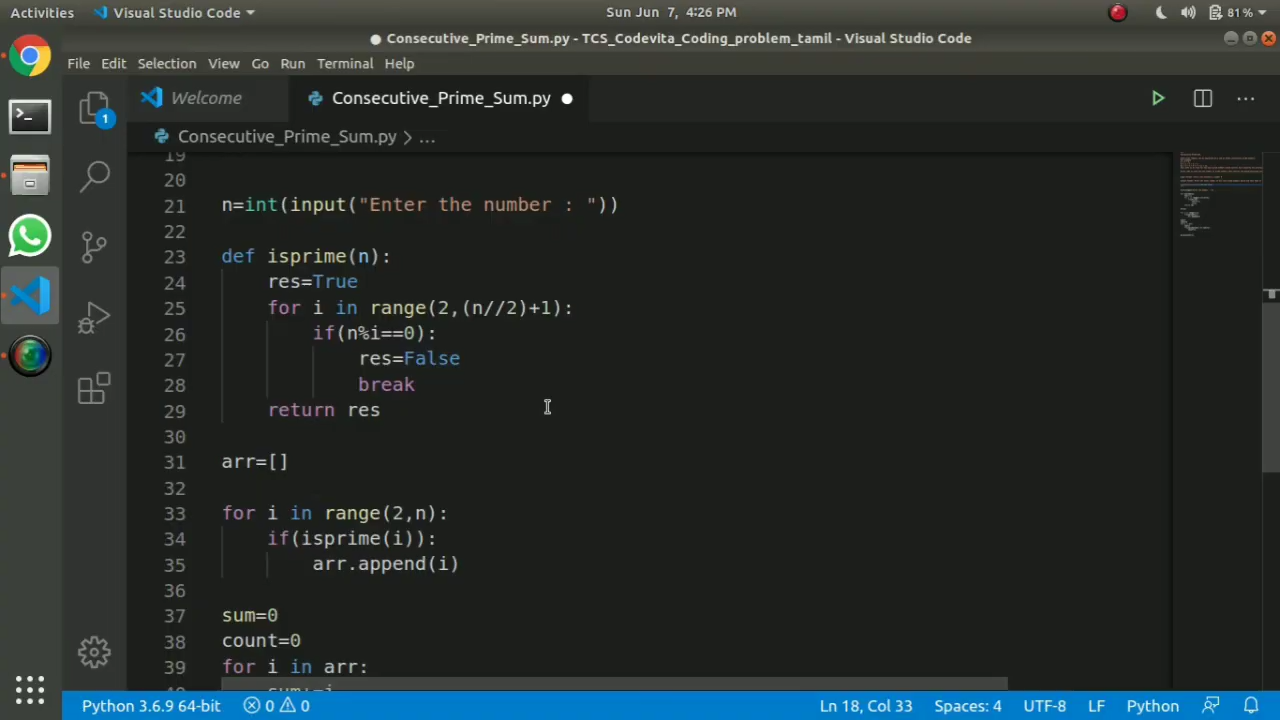 Activities Visual Studio Code Sun Jun 7, 4:26 PM 81%
Consecutive_Prime_Sum.py - TCS_Codevita_Coding_problem_tamil - Visual Studio Code
File Edit Selection View Go Run Terminal Help
1 Welcome Consecutive_Prime_Sum.py
Consecutive_Prime_Sum.py > ...
19
20
21 n=int(input("Enter the number : "))
22
23 def isprime(n):
24 res=True
25 for i in range(2,(n//2)+1):
26 if(n%i==0):
27 res=False
28 break
29 return res
30
31 arr=[]
32
33 for i in range(2,n):
34 if(isprime(i)):
35 arr.append(i)
36
37 sum=0
38 count=0
39 for i in arr:
40 sum+=i
Python 3.6.9 64-bit 0 0 Ln 18, Col 33 Spaces: 4 UTF-8 LF Python